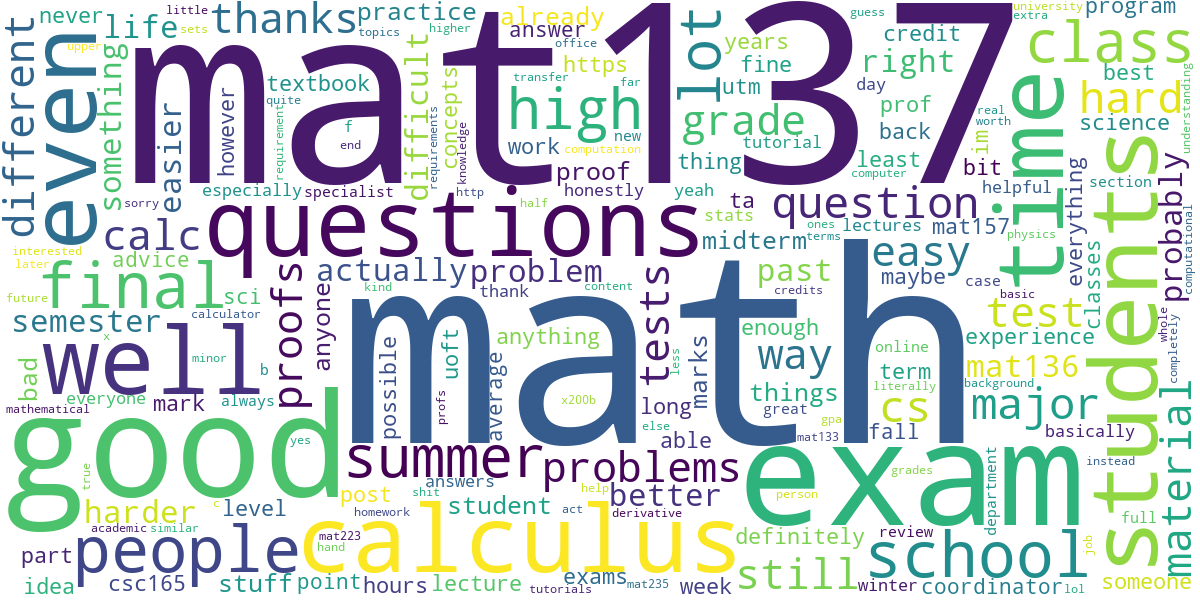 mat137
math
good
calculus
exam
questions
students
time
well
even
people
school
final
class
high
lot
summer
problems
test
still
major
way
cs
easy
question
hard
grade
right
calc
life
thanks
never
little
sets
topics
practice
already
higher
guess
university
extra
program
answer
office
years
credit
https
upper
different
something
textbook
quite
easier
however
difficult
concepts
requirements
requirement
f
end
knowledge
transfer
far
work
new
computation
utm
fine
day
prof
back
tutorial
thing
least
computer
real
worth
best
science
understanding
im
bit
especially
specialist
http
proof
honestly
yeah
half
stats
ta
ones
terms
lectures
mat157
helpful
section
physics
everything
probably
sorry
interested
later
advice
future
sci
calculator
semester
x
proofs
anyone
actually
problem
kind
thank
midterm
content
tests
past
credits
maybe
case
basic
classes
computational
whole
completely
experience
mat136
enough
anything
marks
less
uoft
average
possible
bad
everyone
minor
b
always
mark
mathematical
online
term
literally
background
things
great
gpa
mat133
long
able
else
x200b
profs
fall
basically
instead
material
yes
true
harder
level
c
academic
similar
post
answers
shit
help
homework
student
act
better
derivative
person
grades
department
full
job
mat223
hand
definitely
review
part
idea
csc165
stuff
point
hours
lecture
tutorials
exams
mat235
week
winter
coordinator
lol
someone